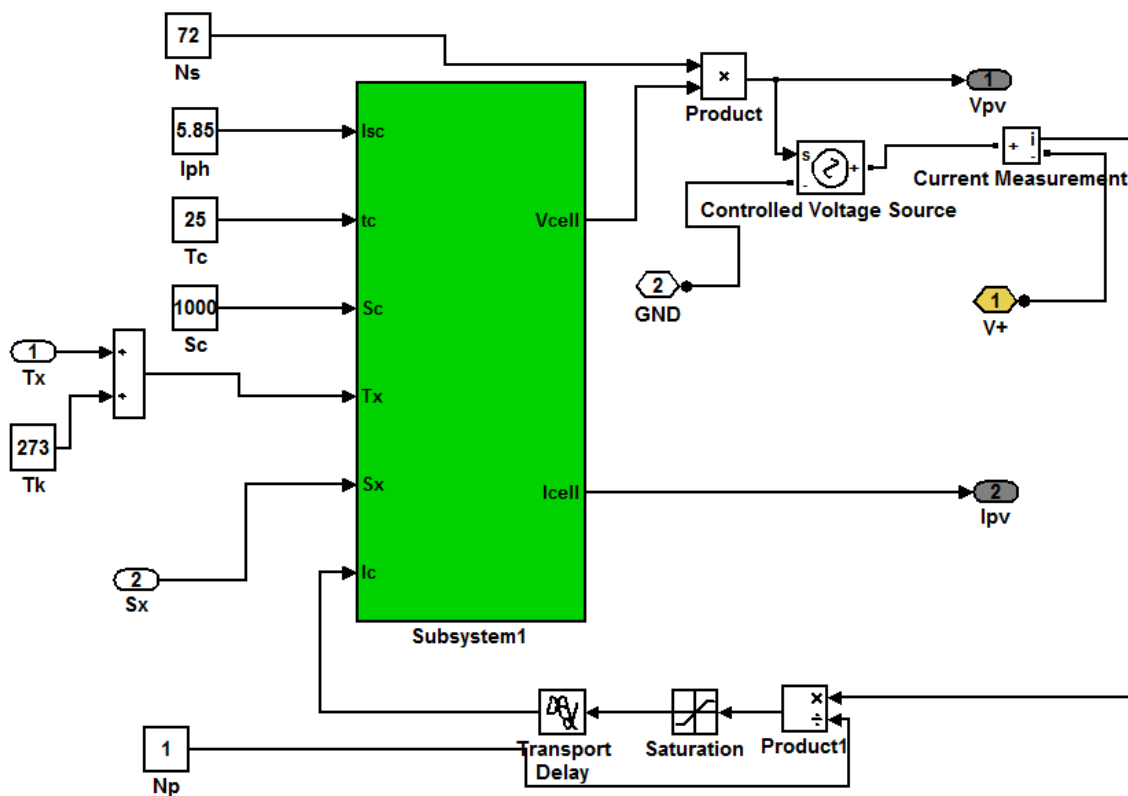 72
Ns
5.85
Iph
25
Tc
1000
Sc
1
Tx
273
Tk
2
Sx
Isc
tc
Sc
Tx
Sx
Ic
Vcell
Icell
Subsystem1
×
Product
1
Vpv
s
+
-
Controlled Voltage Source
+
i
-
Current Measurement
2
GND
1
V+
2
Ipv
1
Np
Transport
Delay
Saturation
×
÷
Product1